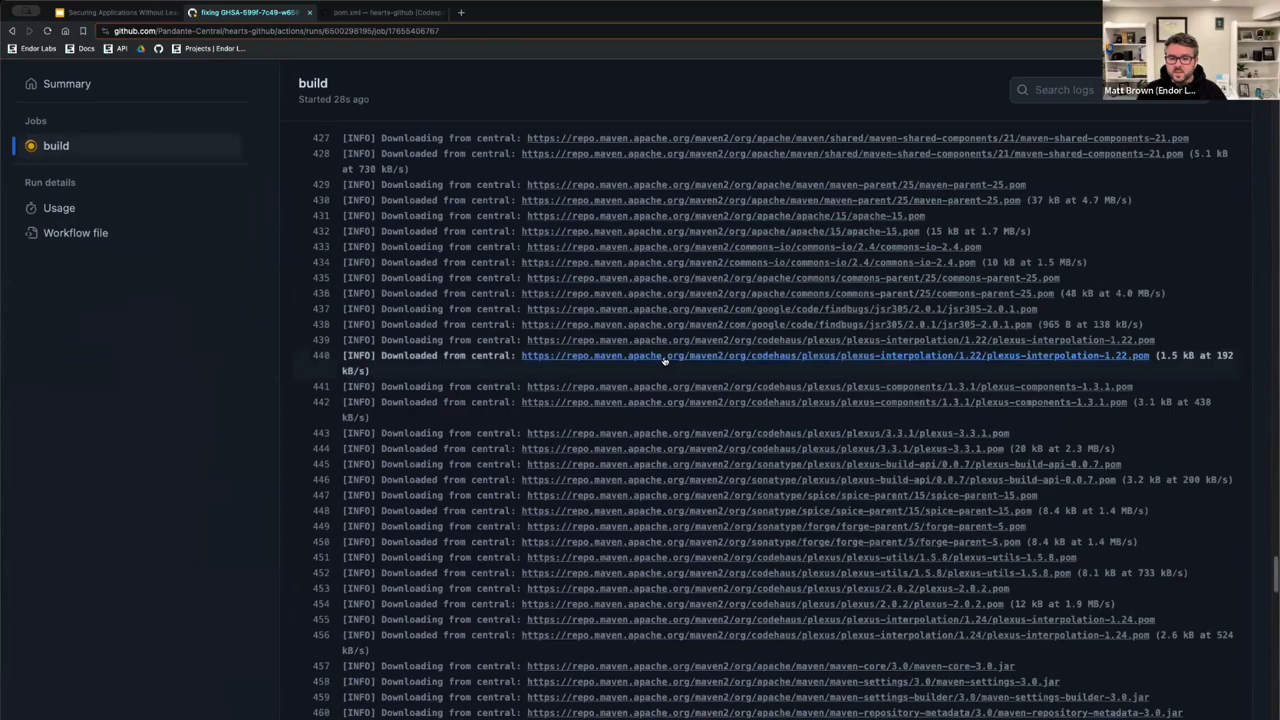 Securing Applications Without Lea
fixing GHSA-599f-7c49-w65
pom.xml — hearts-github [Codesp
github.com/Pandante-Central/hearts-github/actions/runs/6500298195/job/17655406767
Endor Labs
Docs
API
Projects | Endor L...
Matt Brown (Endor L...
Summary
Jobs
build
Run details
Usage
Workflow file
build
Started 28s ago
Search logs
427 [INFO] Downloading from central: https://repo.maven.apache.org/maven2/org/apache/maven/shared/maven-shared-components/21/maven-shared-components-21.pom
428 [INFO] Downloaded from central: https://repo.maven.apache.org/maven2/org/apache/maven/shared/maven-shared-components/21/maven-shared-components-21.pom (5.1 kB
at 730 kB/s)
429 [INFO] Downloading from central: https://repo.maven.apache.org/maven2/org/apache/maven/maven-parent/25/maven-parent-25.pom
430 [INFO] Downloaded from central: https://repo.maven.apache.org/maven2/org/apache/maven/maven-parent/25/maven-parent-25.pom (37 kB at 4.7 MB/s)
431 [INFO] Downloading from central: https://repo.maven.apache.org/maven2/org/apache/apache/15/apache-15.pom
432 [INFO] Downloaded from central: https://repo.maven.apache.org/maven2/org/apache/apache/15/apache-15.pom (15 kB at 1.7 MB/s)
433 [INFO] Downloading from central: https://repo.maven.apache.org/maven2/commons-io/commons-io/2.4/commons-io-2.4.pom
434 [INFO] Downloaded from central: https://repo.maven.apache.org/maven2/commons-io/commons-io/2.4/commons-io-2.4.pom (10 kB at 1.5 MB/s)
435 [INFO] Downloading from central: https://repo.maven.apache.org/maven2/org/apache/commons/commons-parent/25/commons-parent-25.pom
436 [INFO] Downloaded from central: https://repo.maven.apache.org/maven2/org/apache/commons/commons-parent/25/commons-parent-25.pom (48 kB at 4.0 MB/s)
437 [INFO] Downloading from central: https://repo.maven.apache.org/maven2/com/google/code/findbugs/jsr305/2.0.1/jsr305-2.0.1.pom
438 [INFO] Downloaded from central: https://repo.maven.apache.org/maven2/com/google/code/findbugs/jsr305/2.0.1/jsr305-2.0.1.pom (965 B at 138 kB/s)
439 [INFO] Downloading from central: https://repo.maven.apache.org/maven2/org/codehaus/plexus/plexus-interpolation/1.22/plexus-interpolation-1.22.pom
440 [INFO] Downloaded from central: https://repo.maven.apache.org/maven2/org/codehaus/plexus/plexus-interpolation/1.22/plexus-interpolation-1.22.pom (1.5 kB at 192
kB/s)
441 [INFO] Downloading from central: https://repo.maven.apache.org/maven2/org/codehaus/plexus/plexus-components/1.3.1/plexus-components-1.3.1.pom
442 [INFO] Downloaded from central: https://repo.maven.apache.org/maven2/org/codehaus/plexus/plexus-components/1.3.1/plexus-components-1.3.1.pom (3.1 kB at 438
kB/s)
443 [INFO] Downloading from central: https://repo.maven.apache.org/maven2/org/codehaus/plexus/plexus/3.3.1/plexus-3.3.1.pom
444 [INFO] Downloaded from central: https://repo.maven.apache.org/maven2/org/codehaus/plexus/plexus/3.3.1/plexus-3.3.1.pom (20 kB at 2.3 MB/s)
445 [INFO] Downloading from central: https://repo.maven.apache.org/maven2/org/sonatype/plexus/plexus-build-api/0.0.7/plexus-build-api-0.0.7.pom
446 [INFO] Downloaded from central: https://repo.maven.apache.org/maven2/org/sonatype/plexus/plexus-build-api/0.0.7/plexus-build-api-0.0.7.pom (3.2 kB at 200 kB/s)
447 [INFO] Downloading from central: https://repo.maven.apache.org/maven2/org/sonatype/spice/spice-parent/15/spice-parent-15.pom
448 [INFO] Downloaded from central: https://repo.maven.apache.org/maven2/org/sonatype/spice/spice-parent/15/spice-parent-15.pom (8.4 kB at 1.4 MB/s)
449 [INFO] Downloading from central: https://repo.maven.apache.org/maven2/org/sonatype/forge/forge-parent/5/forge-parent-5.pom
450 [INFO] Downloaded from central: https://repo.maven.apache.org/maven2/org/sonatype/forge/forge-parent/5/forge-parent-5.pom (8.4 kB at 1.4 MB/s)
451 [INFO] Downloading from central: https://repo.maven.apache.org/maven2/org/codehaus/plexus/plexus-utils/1.5.8/plexus-utils-1.5.8.pom
452 [INFO] Downloaded from central: https://repo.maven.apache.org/maven2/org/codehaus/plexus/plexus-utils/1.5.8/plexus-utils-1.5.8.pom (8.1 kB at 733 kB/s)
453 [INFO] Downloading from central: https://repo.maven.apache.org/maven2/org/codehaus/plexus/plexus/2.0.2/plexus-2.0.2.pom
454 [INFO] Downloaded from central: https://repo.maven.apache.org/maven2/org/codehaus/plexus/plexus/2.0.2/plexus-2.0.2.pom (12 kB at 1.9 MB/s)
455 [INFO] Downloading from central: https://repo.maven.apache.org/maven2/org/codehaus/plexus/plexus-interpolation/1.24/plexus-interpolation-1.24.pom
456 [INFO] Downloaded from central: https://repo.maven.apache.org/maven2/org/codehaus/plexus/plexus-interpolation/1.24/plexus-interpolation-1.24.pom (2.6 kB at 524
kB/s)
457 [INFO] Downloading from central: https://repo.maven.apache.org/maven2/org/apache/maven/maven-core/3.0/maven-core-3.0.jar
458 [INFO] Downloading from central: https://repo.maven.apache.org/maven2/org/apache/maven/maven-settings/3.0/maven-settings-3.0.jar
459 [INFO] Downloading from central: https://repo.maven.apache.org/maven2/org/apache/maven/maven-settings-builder/3.0/maven-settings-builder-3.0.jar
460 [INFO] Downloading from central: https://repo.maven.apache.org/maven2/org/apache/maven/maven-repository-metadata/3.0/maven-repository-metadata-3.0.jar